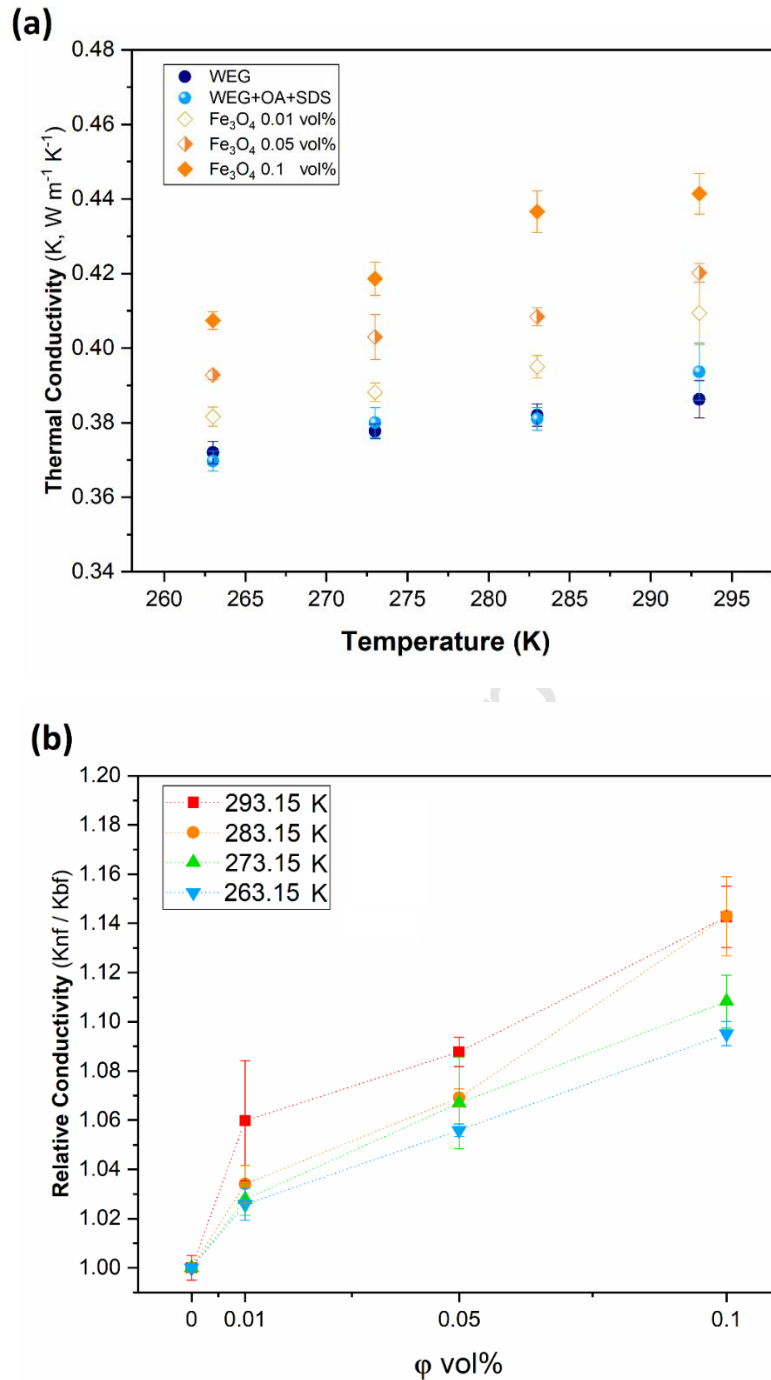 (a)
0.48
0.46
0.44
0.42
0.40
0.38
0.36
0.34
Thermal Conductivity (K, W m⁻¹ K⁻¹)
WEG
WEG+OA+SDS
Fe₃O₄ 0.01 vol%
Fe₃O₄ 0.05 vol%
Fe₃O₄ 0.1 vol%
260 265 270 275 280 285 290 295
Temperature (K)
(b)
1.20
1.18
1.16
1.14
1.12
1.10
1.08
1.06
1.04
1.02
1.00
Relative Conductivity (Knf / Kbf)
293.15 K
283.15 K
273.15 K
263.15 K
0 0.01 0.05 0.1
φ vol%